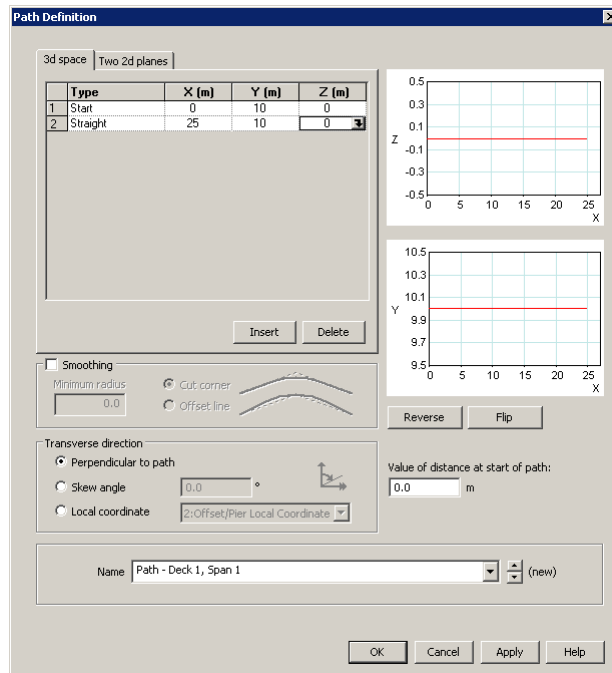 Path Definition
3d space
Two 2d planes
Type X (m) Y (m) Z (m)
1 Start 0 10 0
2 Straight 25 10 0
Insert
Delete
0.5
0.3
0.1
Z
-0.1
-0.3
-0.5
0 5 10 15 20 25
X
10.5
10.3
10.1
Y
9.9
9.7
9.5
0 5 10 15 20 25
X
Reverse
Flip
Smoothing
Minimum radius
0.0
Cut corner
Offset line
Transverse direction
Perpendicular to path
Skew angle
0.0 °
Local coordinate
2:Offset/Pier Local Coordinate
Value of distance at start of path:
0.0 m
Name Path - Deck 1, Span 1 (new)
OK
Cancel
Apply
Help